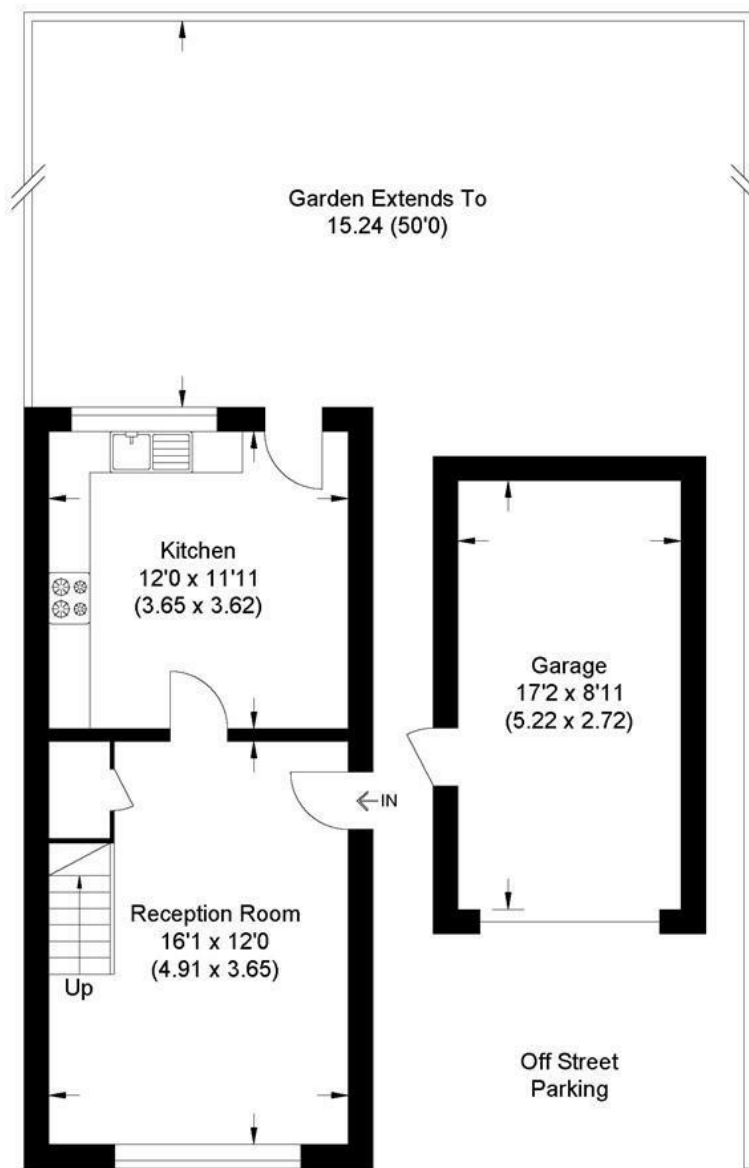 Garden Extends To
15.24 (50'0)
Kitchen
12'0 x 11'11
(3.65 x 3.62)
Garage
17'2 x 8'11
(5.22 x 2.72)
IN
Reception Room
16'1 x 12'0
(4.91 x 3.65)
Up
Off Street
Parking